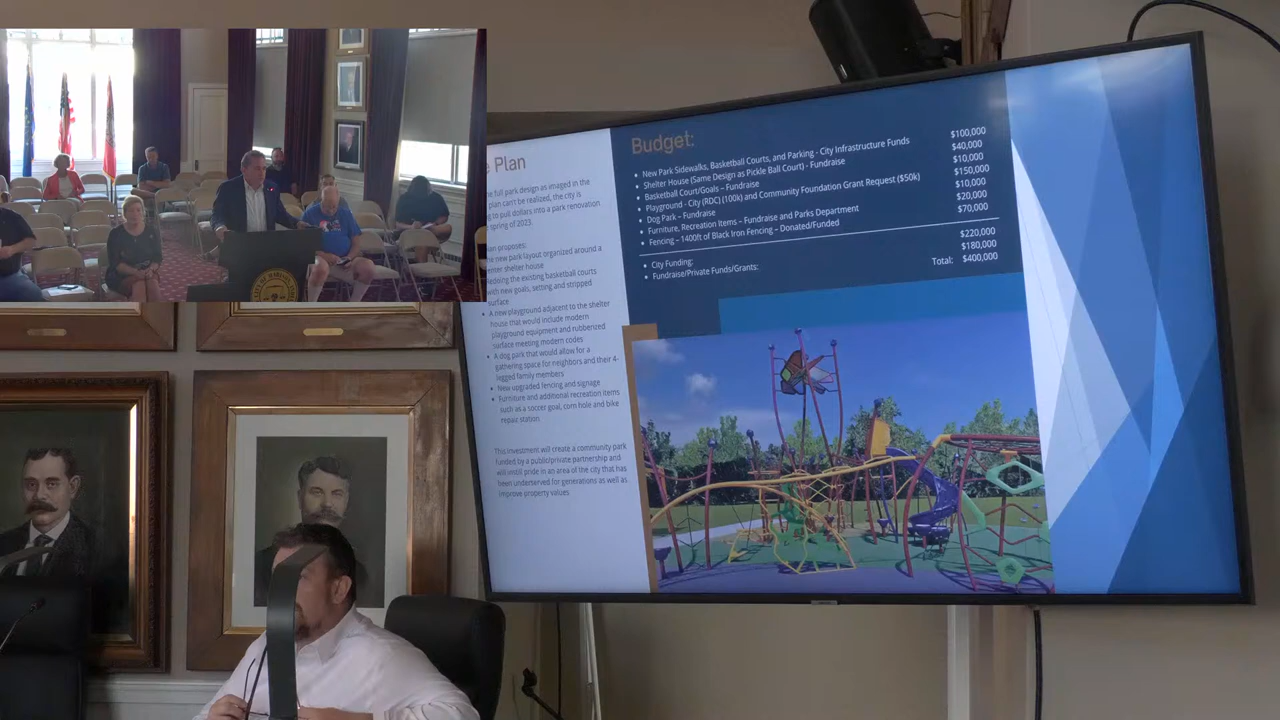 e Plan
e full park design as imaged in the
plan can't be realized, the city is
g to pull dollars into a park renovation
spring of 2023.
an proposes:
he new park layout organized around a
enter shelter house
Redoing the existing basketball courts
with new goals, setting and stripped
surface
• A new playground adjacent to the shelter
house that would include modern
playground equipment and rubberized
surface meeting modern codes
• A dog park that would allow for a
gathering space for neighbors and their 4-
legged family members
• New upgraded fencing and signage
• Furniture and additional recreation items
such as a soccer goal, corn hole and bike
repair station
This investment will create a community park
funded by a public/private partnership and
will instill pride in an area of the city that has
been underserved for generations as well as
improve property values
Budget:
• New Park Sidewalks, Basketball Courts, and Parking - City Infrastructure Funds $100,000
• Shelter House (Same Design as Pickle Ball Court) - Fundraise $40,000
• Basketball Court/Goals – Fundraise $10,000
• Playground - City (RDC) (100k) and Community Foundation Grant Request ($50k) $150,000
• Dog Park – Fundraise $10,000
• Furniture, Recreation Items – Fundraise and Parks Department $20,000
• Fencing – 1400ft of Black Iron Fencing – Donated/Funded $70,000
• City Funding: $220,000
• Fundraise/Private Funds/Grants: $180,000
Total: $400,000